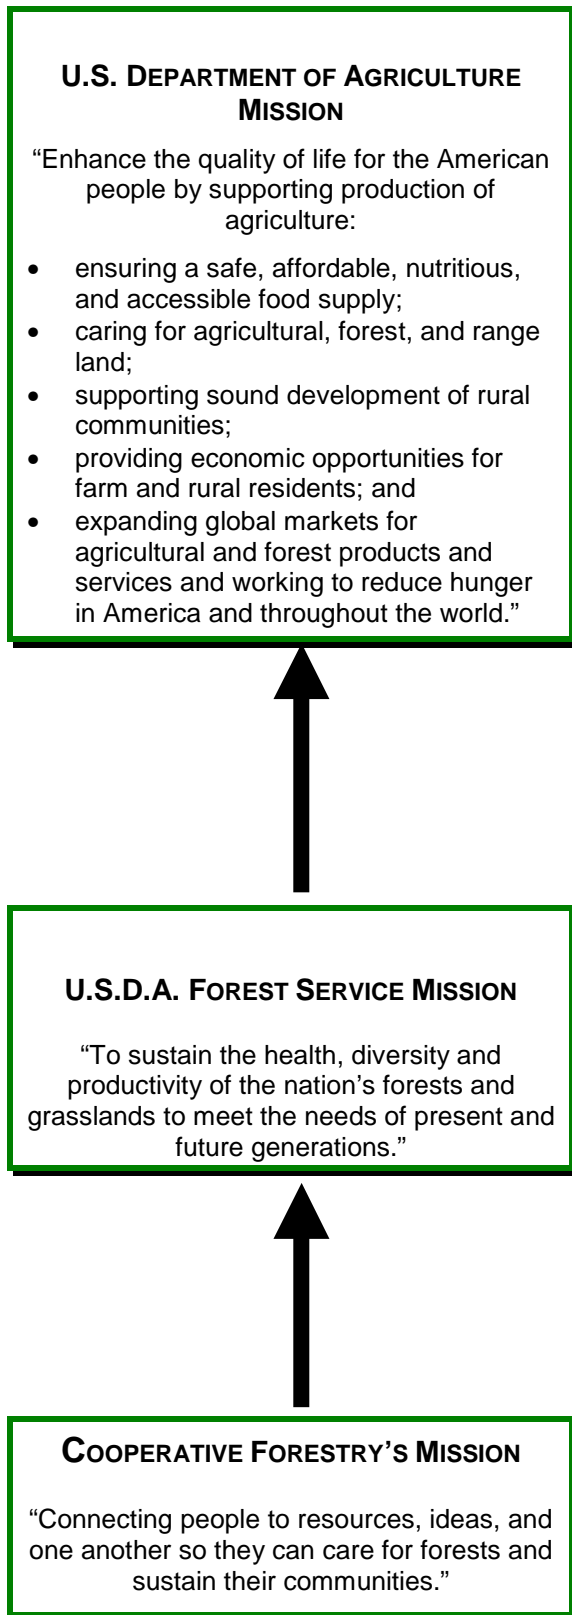 U.S. DEPARTMENT OF AGRICULTURE
MISSION
“Enhance the quality of life for the American
people by supporting production of
agriculture:
• ensuring a safe, affordable, nutritious,
and accessible food supply;
• caring for agricultural, forest, and range
land;
• supporting sound development of rural
communities;
• providing economic opportunities for
farm and rural residents; and
• expanding global markets for
agricultural and forest products and
services and working to reduce hunger
in America and throughout the world.”
U.S.D.A. FOREST SERVICE MISSION
“To sustain the health, diversity and
productivity of the nation’s forests and
grasslands to meet the needs of present and
future generations.”
COOPERATIVE FORESTRY’S MISSION
“Connecting people to resources, ideas, and
one another so they can care for forests and
sustain their communities.”